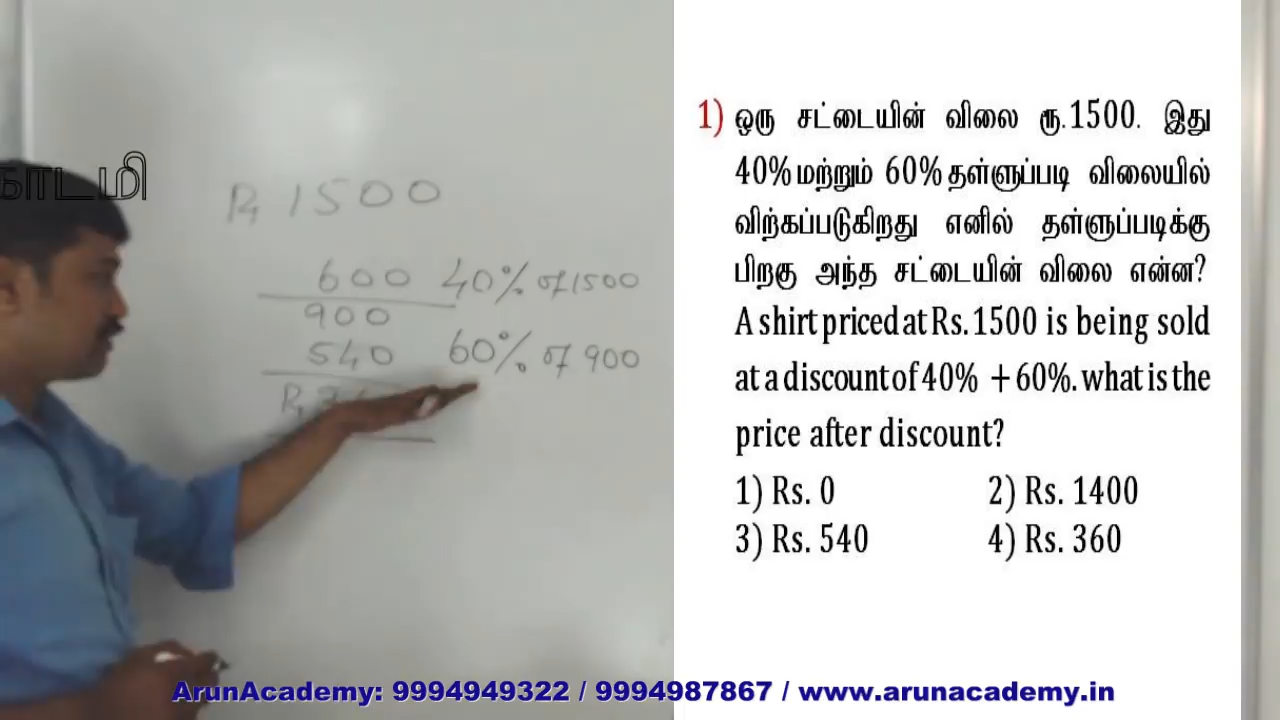 காடமி
Rs 1500
600 40% of 1500
900
540 60% of 900
Rs
1) ஒரு சட்டையின் விலை ரூ.1500. இது
40% மற்றும் 60% தள்ளுப்படி விலையில்
விற்கப்படுகிறது எனில் தள்ளுப்படிக்கு
பிறகு அந்த சட்டையின் விலை என்ன?
A shirt priced at Rs. 1500 is being sold
at a discount of 40% + 60%. what is the
price after discount?
1) Rs. 0 2) Rs. 1400
3) Rs. 540 4) Rs. 360
ArunAcademy: 9994949322 / 9994987867 / www.arunacademy.in